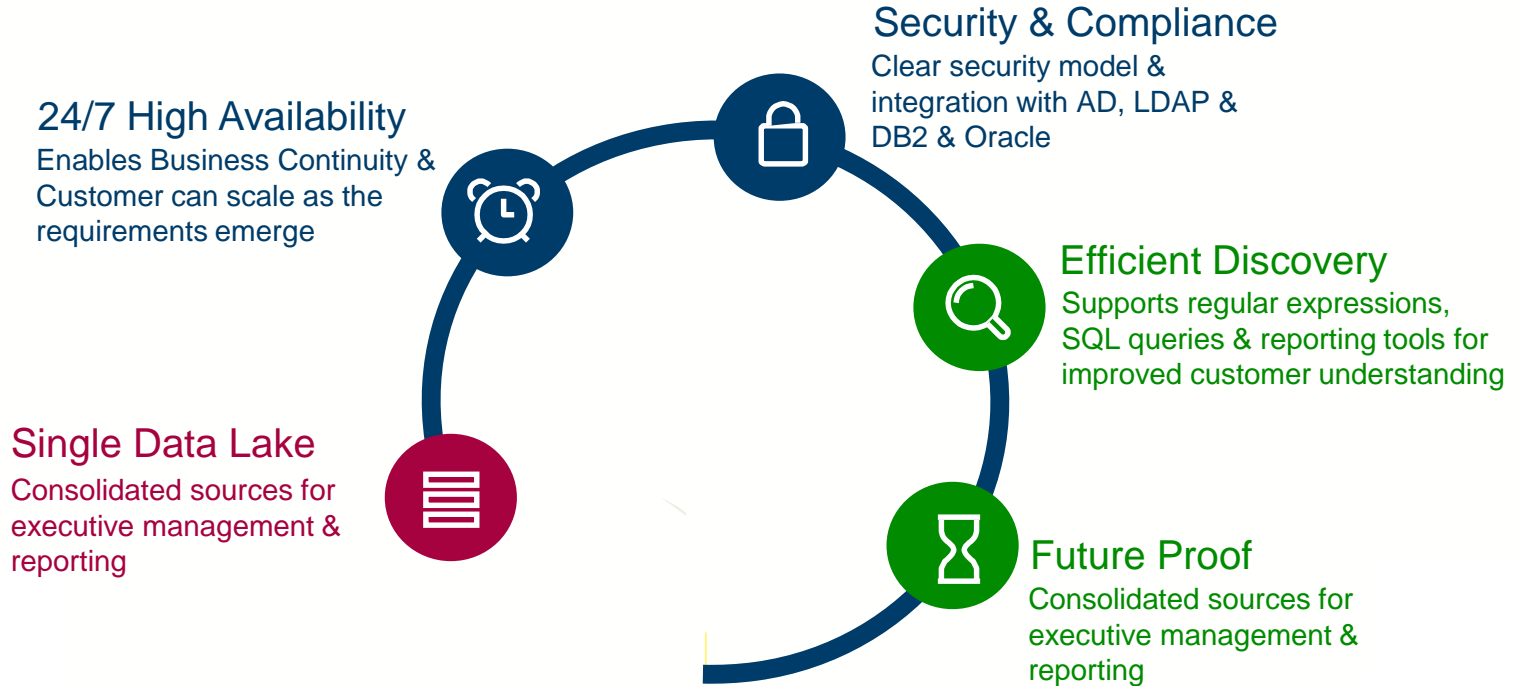 Security & Compliance
Clear security model &
integration with AD, LDAP &
DB2 & Oracle
24/7 High Availability
Enables Business Continuity &
Customer can scale as the
requirements emerge
Efficient Discovery
Supports regular expressions,
SQL queries & reporting tools for
improved customer understanding
Single Data Lake
Consolidated sources for
executive management &
reporting
Future Proof
Consolidated sources for
executive management &
reporting